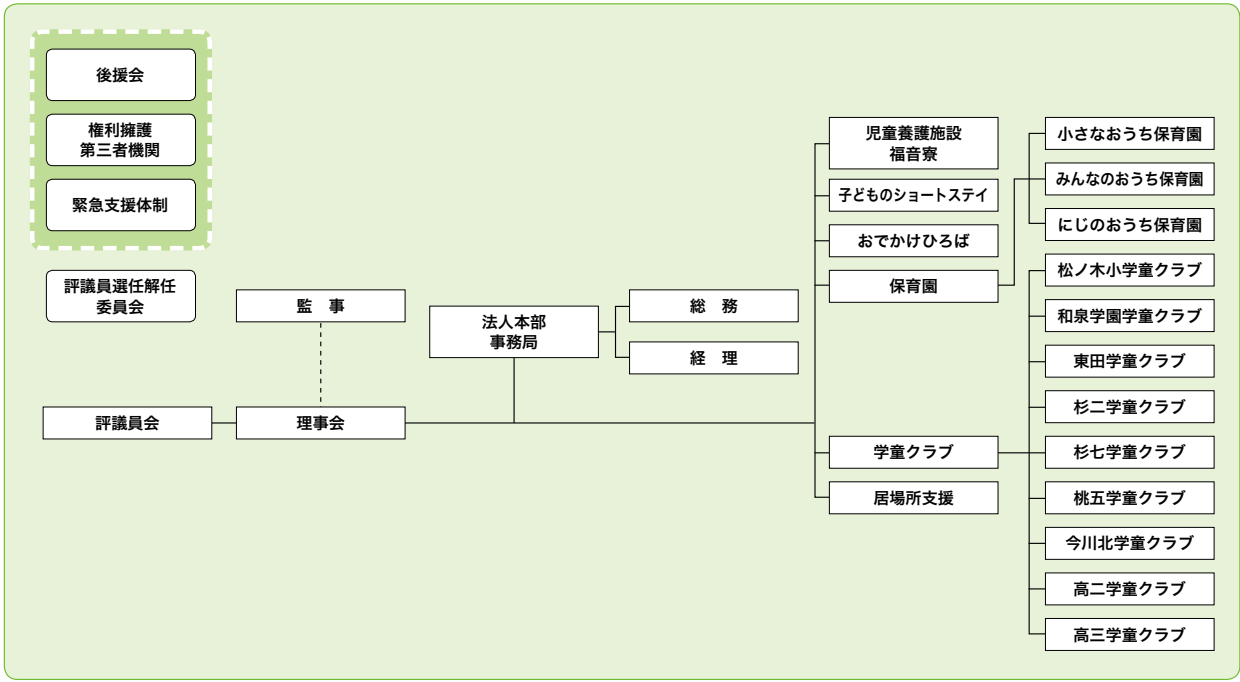 後援会
権利擁護
第三者機関
緊急支援体制
評議員選任解任
委員会
監　事
評議員会
理事会
法人本部
事務局
総　務
経　理
児童養護施設
福音寮
子どものショートステイ
おでかけひろば
保育園
学童クラブ
居場所支援
小さなおうち保育園
みんなのおうち保育園
にじのおうち保育園
松ノ木小学童クラブ
和泉学園学童クラブ
東田学童クラブ
杉二学童クラブ
杉七学童クラブ
桃五学童クラブ
今川北学童クラブ
高二学童クラブ
高三学童クラブ